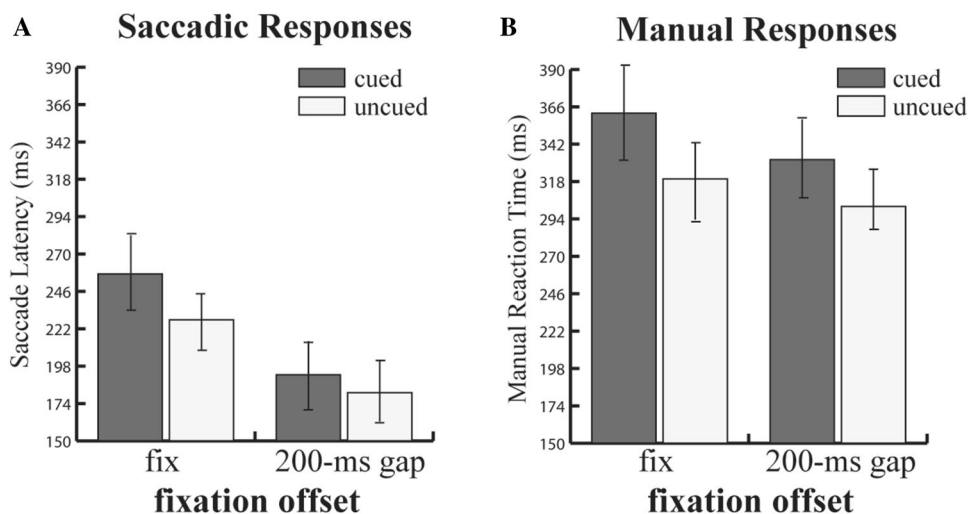 A
Saccadic Responses
Saccade Latency (ms)
390
366
342
318
294
270
246
222
198
174
150
cued
uncued
fix
200-ms gap
fixation offset
B
Manual Responses
Manual Reaction Time (ms)
390
366
342
318
294
270
246
222
198
174
150
cued
uncued
fix
200-ms gap
fixation offset